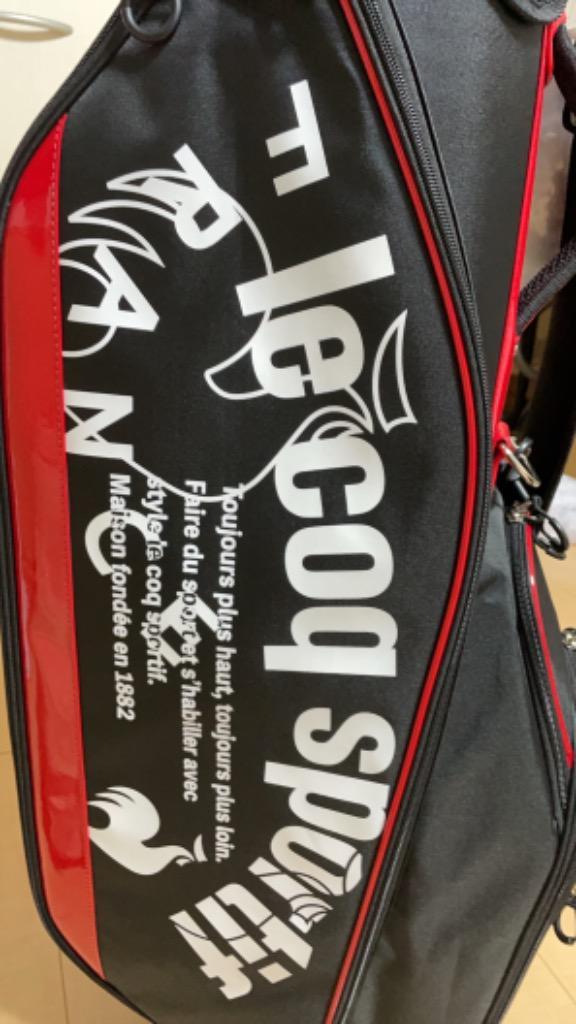 le coq sportif
Toujours plus haut, toujours plus loin.
Faire du sport et s'habiller avec
style le coq sportif.
Maison fondée en 1882
FRANCE